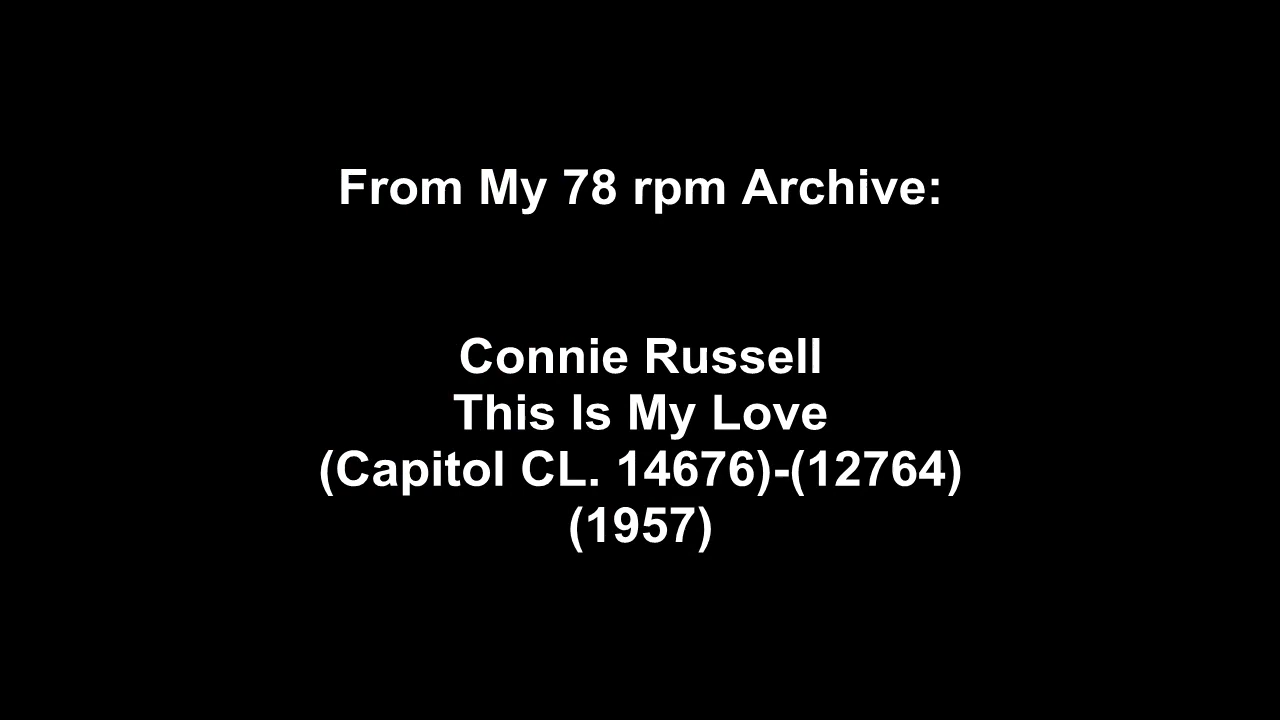 From My 78 rpm Archive:
Connie Russell
This Is My Love
(Capitol CL. 14676)-(12764)
(1957)